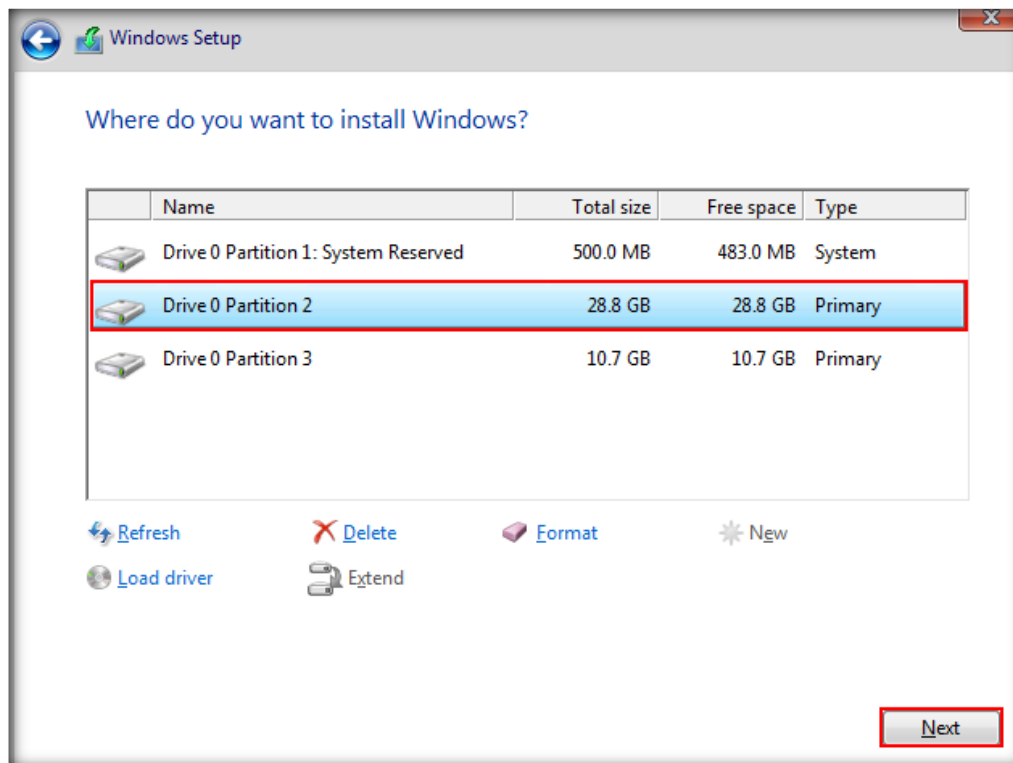 Windows Setup
Where do you want to install Windows?
Name Total size Free space Type
Drive 0 Partition 1: System Reserved 500.0 MB 483.0 MB System
Drive 0 Partition 2 28.8 GB 28.8 GB Primary
Drive 0 Partition 3 10.7 GB 10.7 GB Primary
Refresh Delete Format New
Load driver Extend
Next